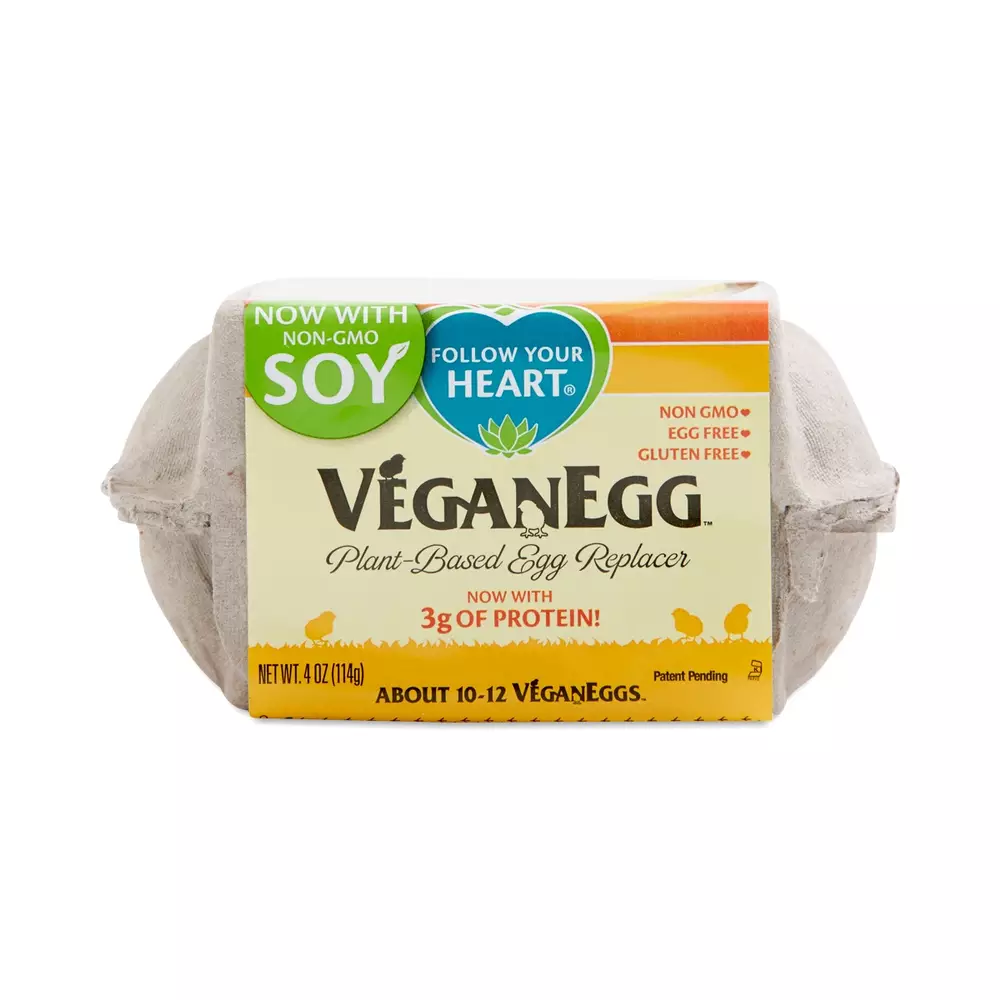 NOW WITH
NON-GMO
SOY
FOLLOW YOUR
HEART®
NON GMO
EGG FREE
GLUTEN FREE
VEGANEGG™
Plant-Based Egg Replacer
NOW WITH
3g OF PROTEIN!
NET WT. 4 OZ (114g)
Patent Pending
ABOUT 10-12 VEGANEGGS™